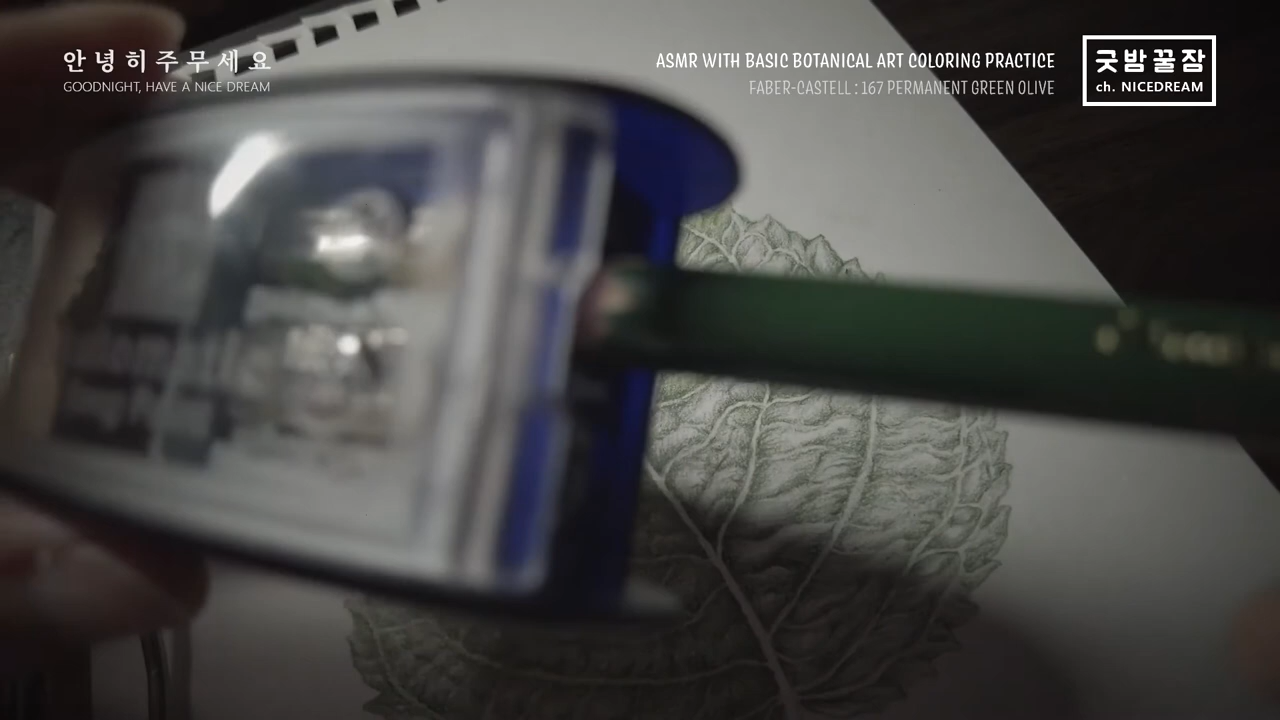 안녕히주무세요
GOODNIGHT, HAVE A NICE DREAM
ASMR WITH BASIC BOTANICAL ART COLORING PRACTICE
FABER-CASTELL : 167 PERMANENT GREEN OLIVE
굿밤꿀잠
ch. NICEDREAM